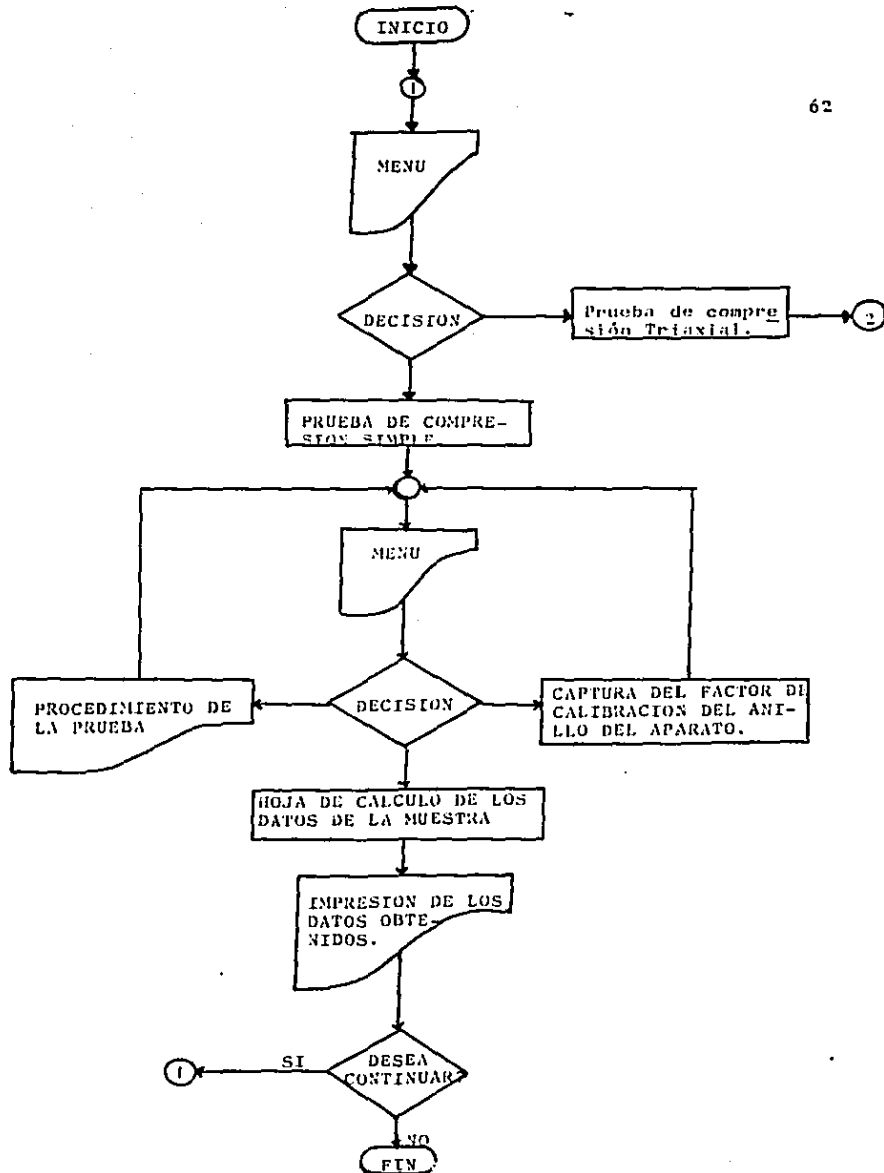 INICIO
1
62
MENU
DECISION
Prueba de compre
sión Triaxial.
2
PRUEBA DE COMPRE-
SION SIMPLE
MENU
PROCEDIMIENTO DE
LA PRUEBA
DECISION
CAPTURA DEL FACTOR DE
CALIBRACION DEL ANI-
LLO DEL APARATO.
HOJA DE CALCULO DE LOS
DATOS DE LA MUESTRA
IMPRESION DE LOS
DATOS OBTE-
NIDOS.
1
SI
DESEA
CONTINUAR?
NO
FIN